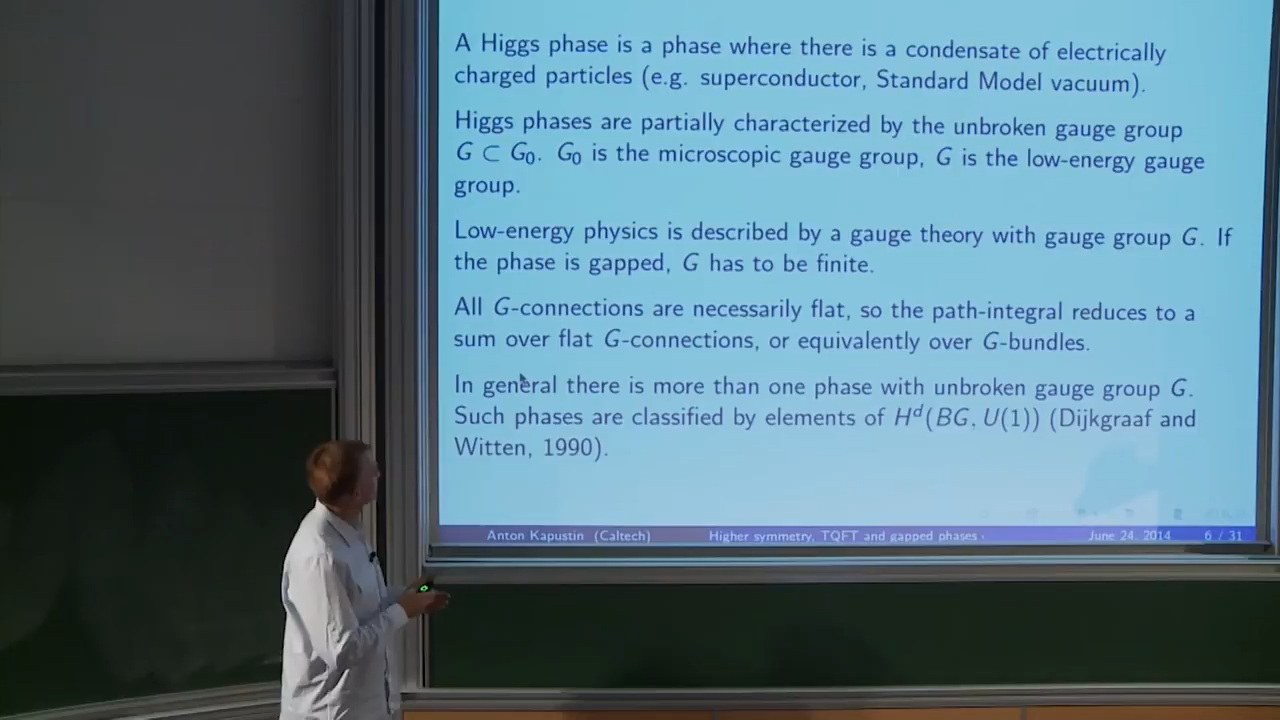 A Higgs phase is a phase where there is a condensate of electrically
charged particles (e.g. superconductor, Standard Model vacuum).
Higgs phases are partially characterized by the unbroken gauge group
G ⊂ G₀. G₀ is the microscopic gauge group, G is the low-energy gauge
group.
Low-energy physics is described by a gauge theory with gauge group G. If
the phase is gapped, G has to be finite.
All G-connections are necessarily flat, so the path-integral reduces to a
sum over flat G-connections, or equivalently over G-bundles.
In general there is more than one phase with unbroken gauge group G.
Such phases are classified by elements of Hᵈ(BG, U(1)) (Dijkgraaf and
Witten, 1990).
Anton Kapustin (Caltech) Higher symmetry, TQFT and gapped phases June 24, 2014 6 / 31